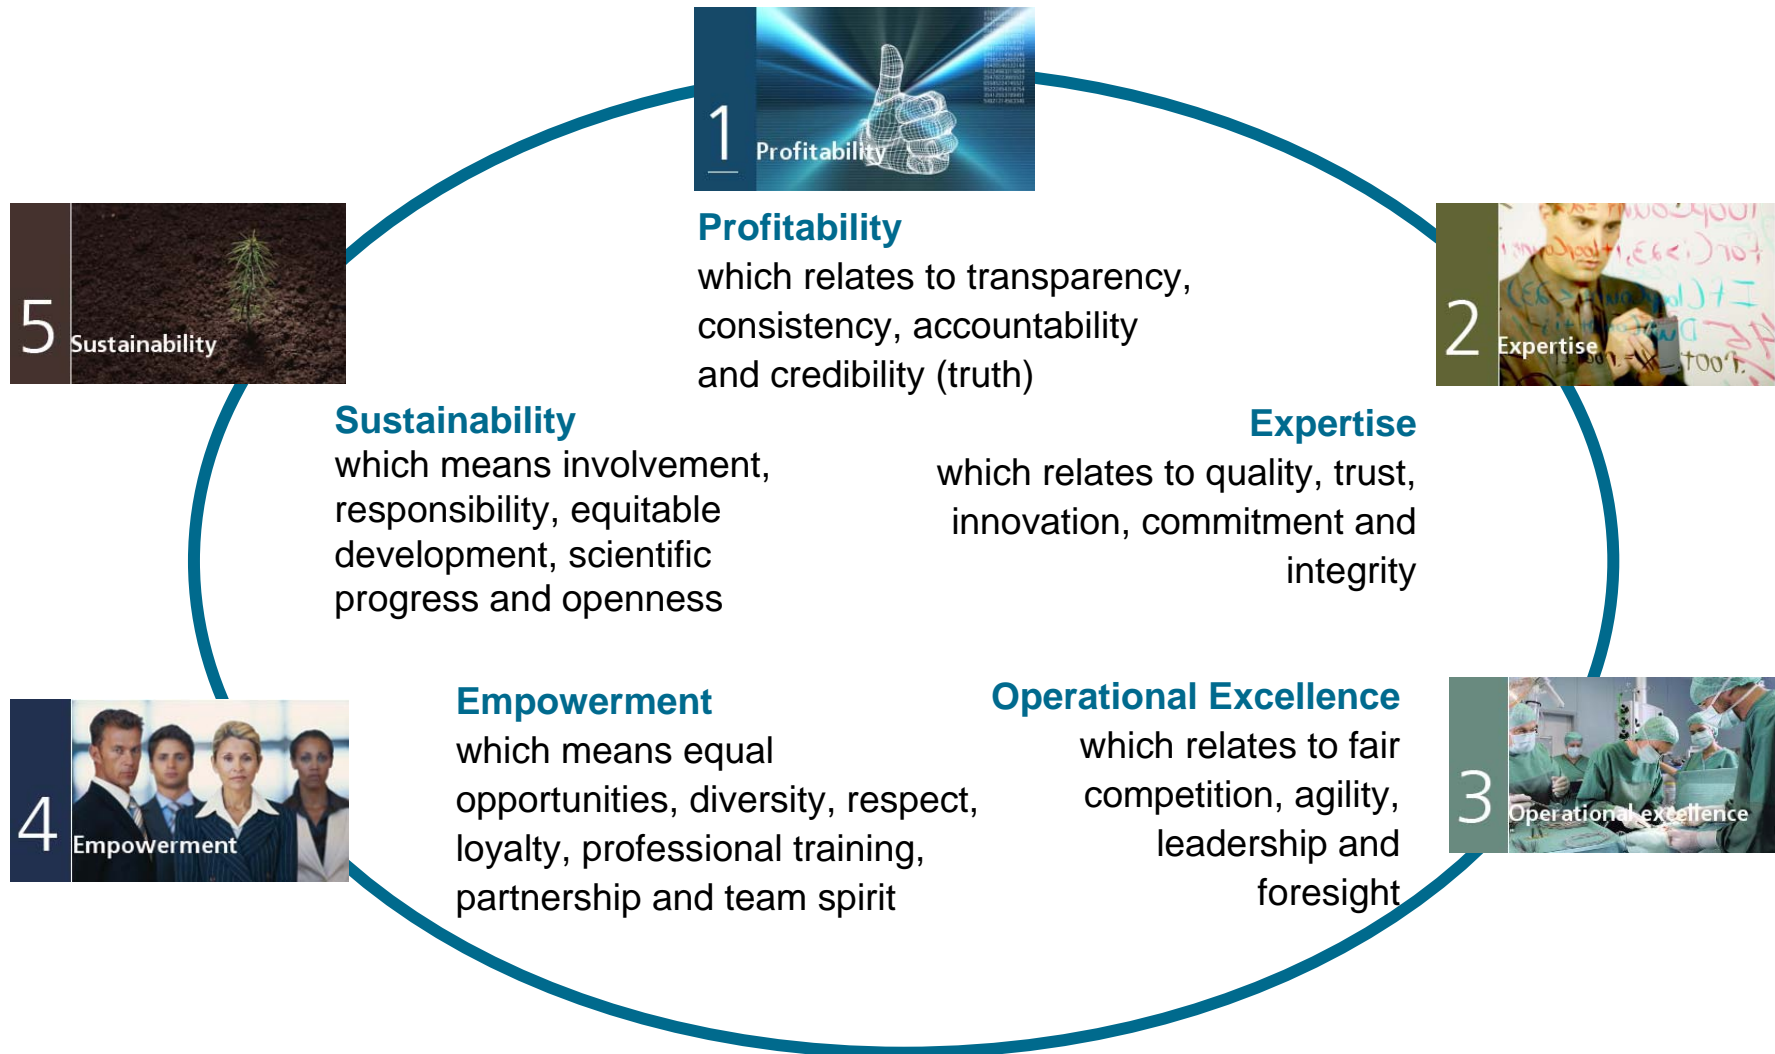 1
Profitability
Profitability
which relates to transparency,
consistency, accountability
and credibility (truth)
2
Expertise
Expertise
which relates to quality, trust,
innovation, commitment and
integrity
3
Operational excellence
Operational Excellence
which relates to fair
competition, agility,
leadership and
foresight
4
Empowerment
Empowerment
which means equal
opportunities, diversity, respect,
loyalty, professional training,
partnership and team spirit
5
Sustainability
Sustainability
which means involvement,
responsibility, equitable
development, scientific
progress and openness